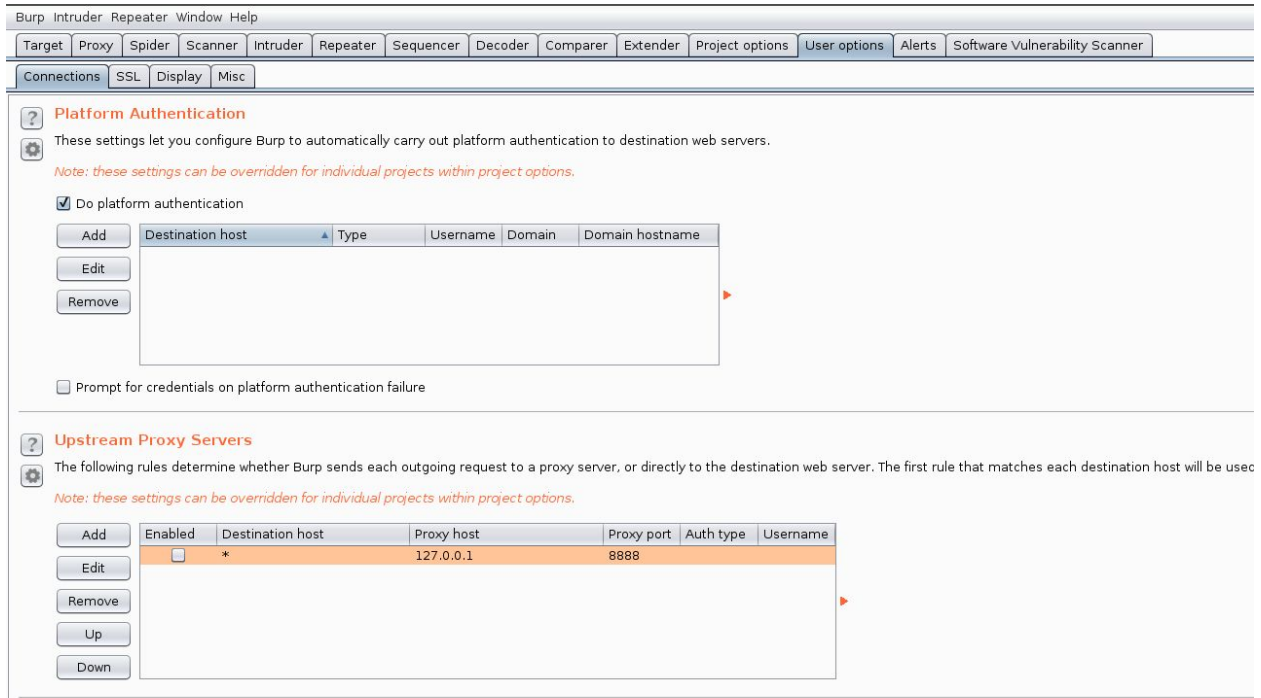 Burp Intruder Repeater Window Help
Target Proxy Spider Scanner Intruder Repeater Sequencer Decoder Comparer Extender Project options User options Alerts Software Vulnerability Scanner
Connections SSL Display Misc
? Platform Authentication
These settings let you configure Burp to automatically carry out platform authentication to destination web servers.
Note: these settings can be overridden for individual projects within project options.
Do platform authentication
Add Destination host Type Username Domain Domain hostname
Edit
Remove
Prompt for credentials on platform authentication failure
? Upstream Proxy Servers
The following rules determine whether Burp sends each outgoing request to a proxy server, or directly to the destination web server. The first rule that matches each destination host will be used
Note: these settings can be overridden for individual projects within project options.
Add Enabled Destination host Proxy host Proxy port Auth type Username
* 127.0.0.1 8888
Edit
Remove
Up
Down